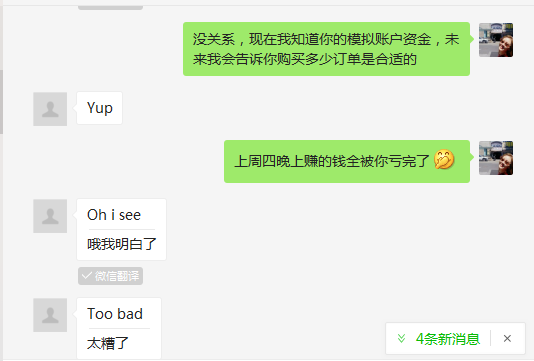 没关系，现在我知道你的模拟账户资金，未
来我会告诉你购买多少订单是合适的
Yup
上周四晚上赚的钱全被你亏完了
Oh i see
哦我明白了
微信翻译
Too bad
太糟了
4条新消息